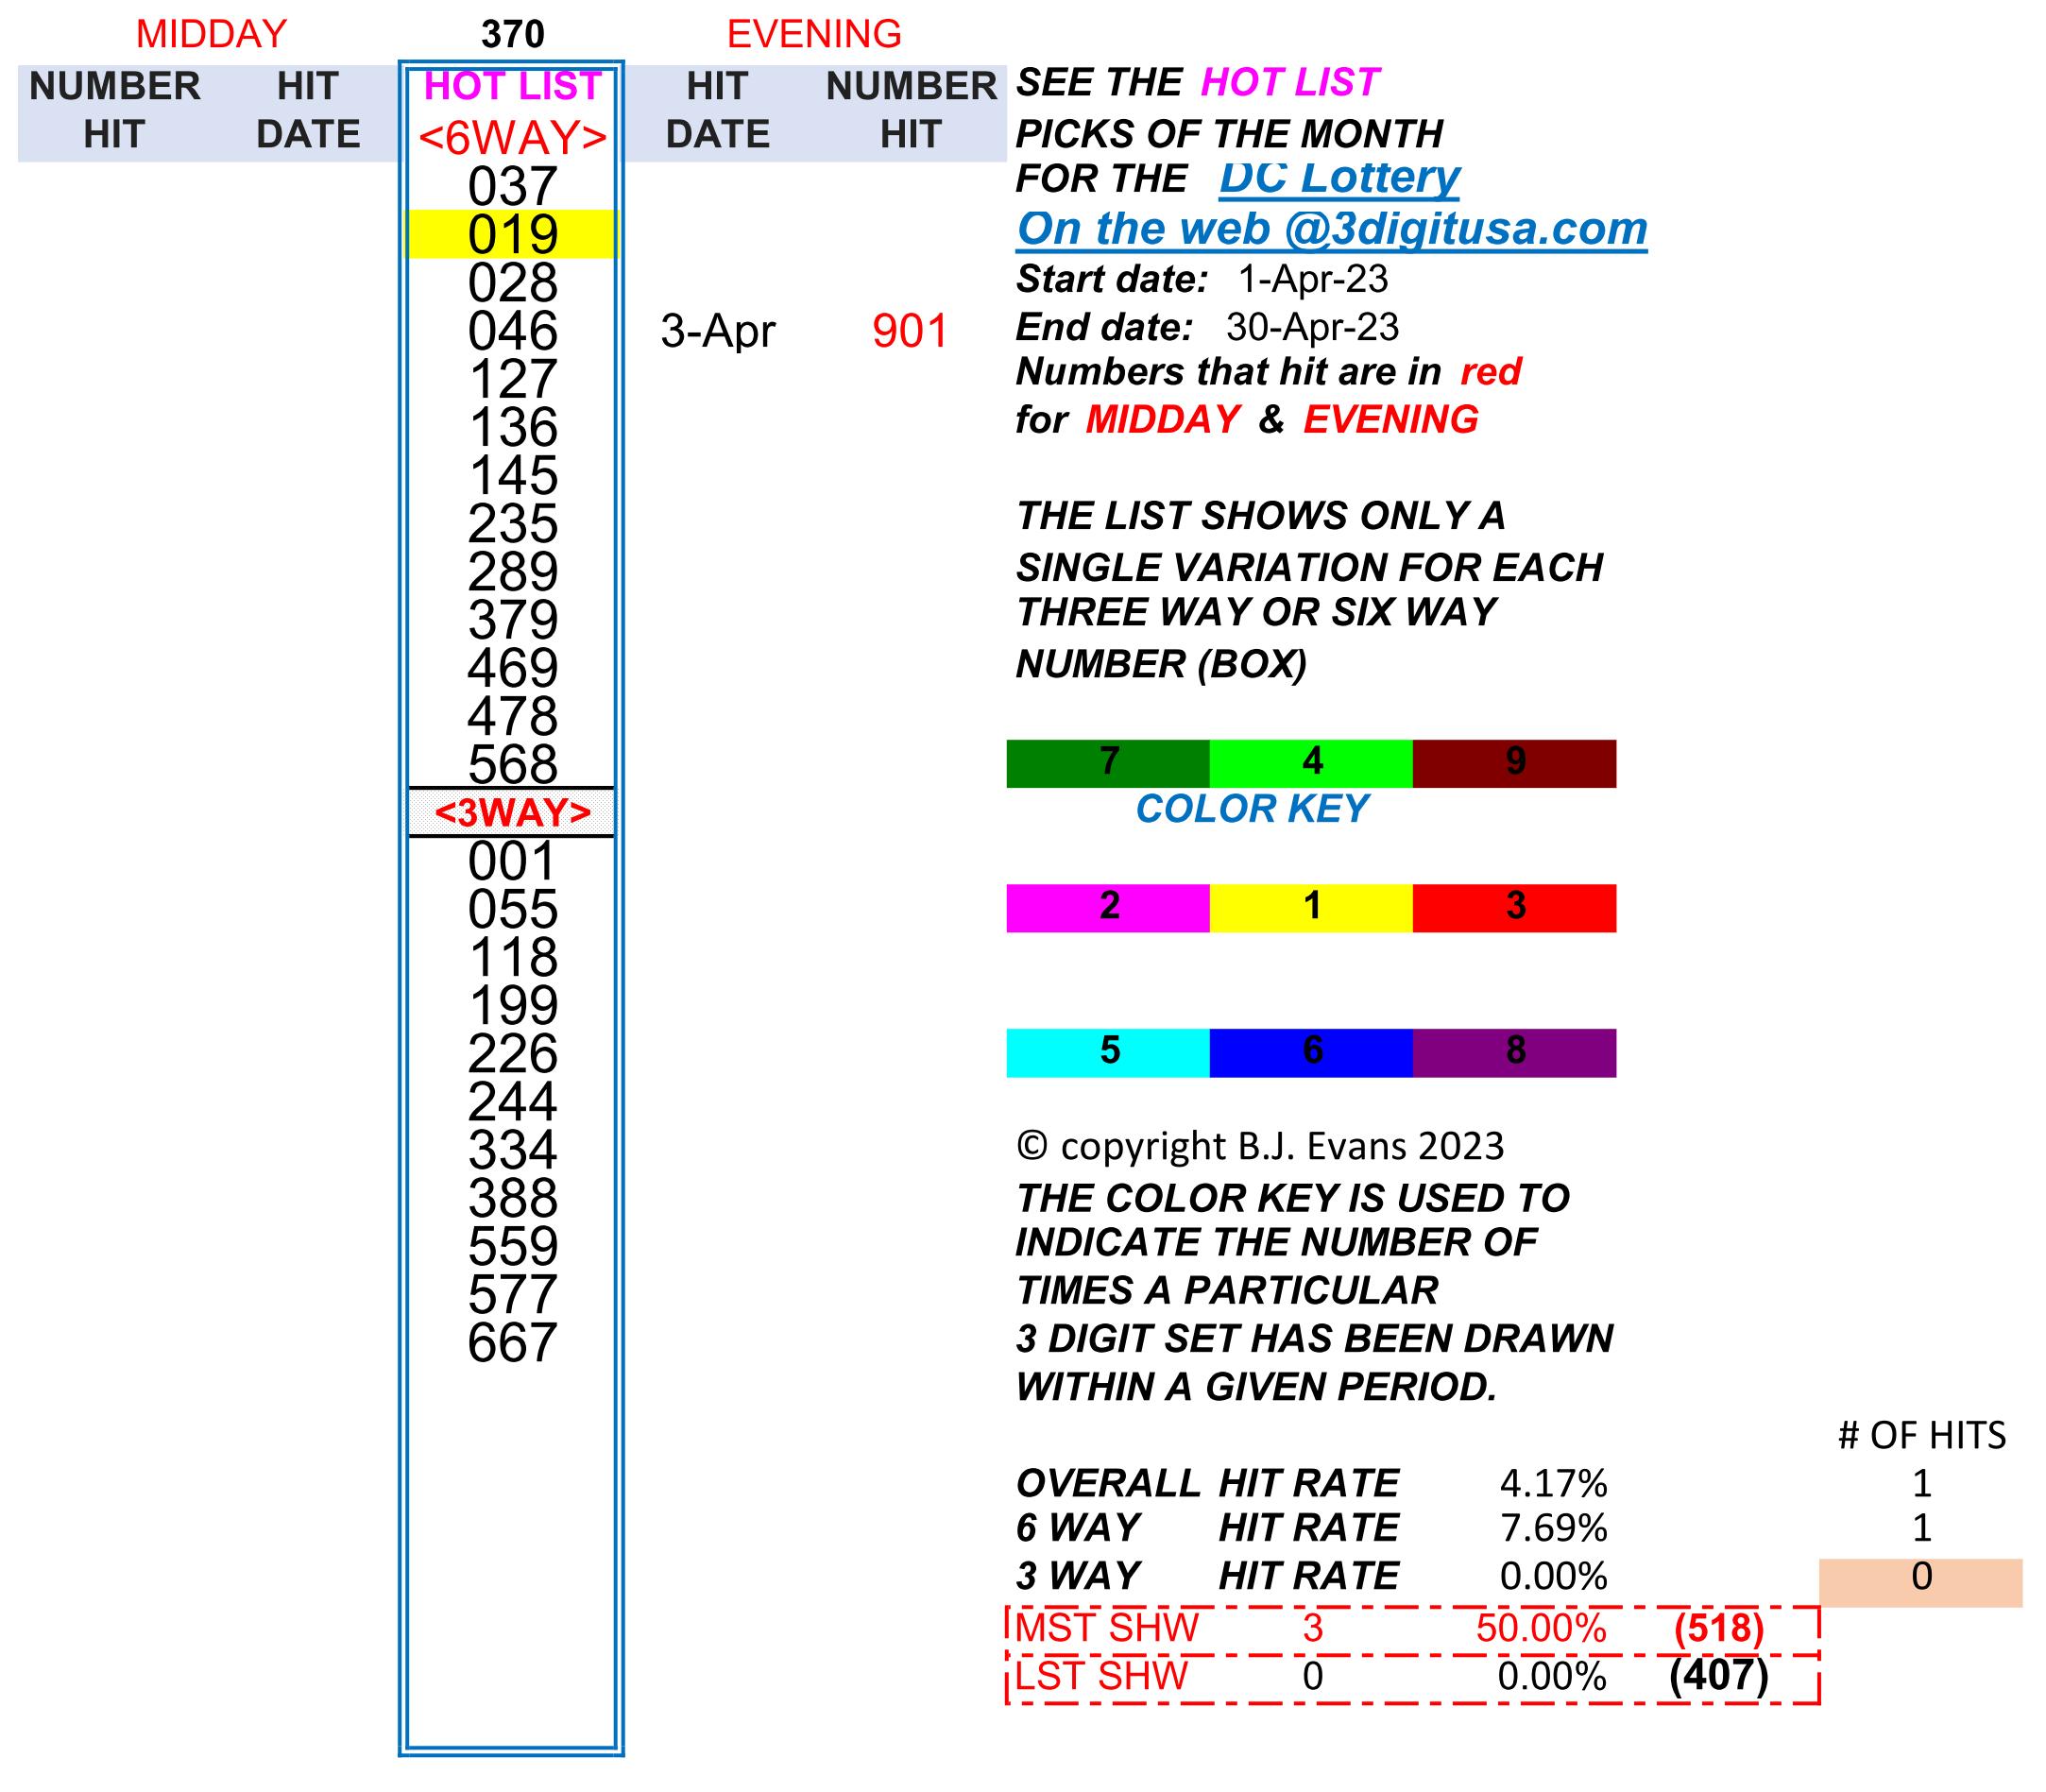 MIDDAY 370 EVENING
NUMBER HIT HOT LIST HIT NUMBER SEE THE HOT LIST
HIT DATE <6WAY> DATE HIT PICKS OF THE MONTH
037 FOR THE DC Lottery
019 On the web @3digitusa.com
028 Start date: 1-Apr-23
046 3-Apr 901 End date: 30-Apr-23
127 Numbers that hit are in red
136 for MIDDAY & EVENING
145
235 THE LIST SHOWS ONLY A
289 SINGLE VARIATION FOR EACH
379 THREE WAY OR SIX WAY
469 NUMBER (BOX)
478
568 7 4 9
<3WAY> COLOR KEY
001
055 2 1 3
118
199
226 5 6 8
244
334 © copyright B.J. Evans 2023
388 THE COLOR KEY IS USED TO
559 INDICATE THE NUMBER OF
577 TIMES A PARTICULAR
667 3 DIGIT SET HAS BEEN DRAWN
WITHIN A GIVEN PERIOD.
# OF HITS
OVERALL HIT RATE 4.17% 1
6 WAY HIT RATE 7.69% 1
3 WAY HIT RATE 0.00% 0
MST SHW 3 50.00% (518)
LST SHW 0 0.00% (407)